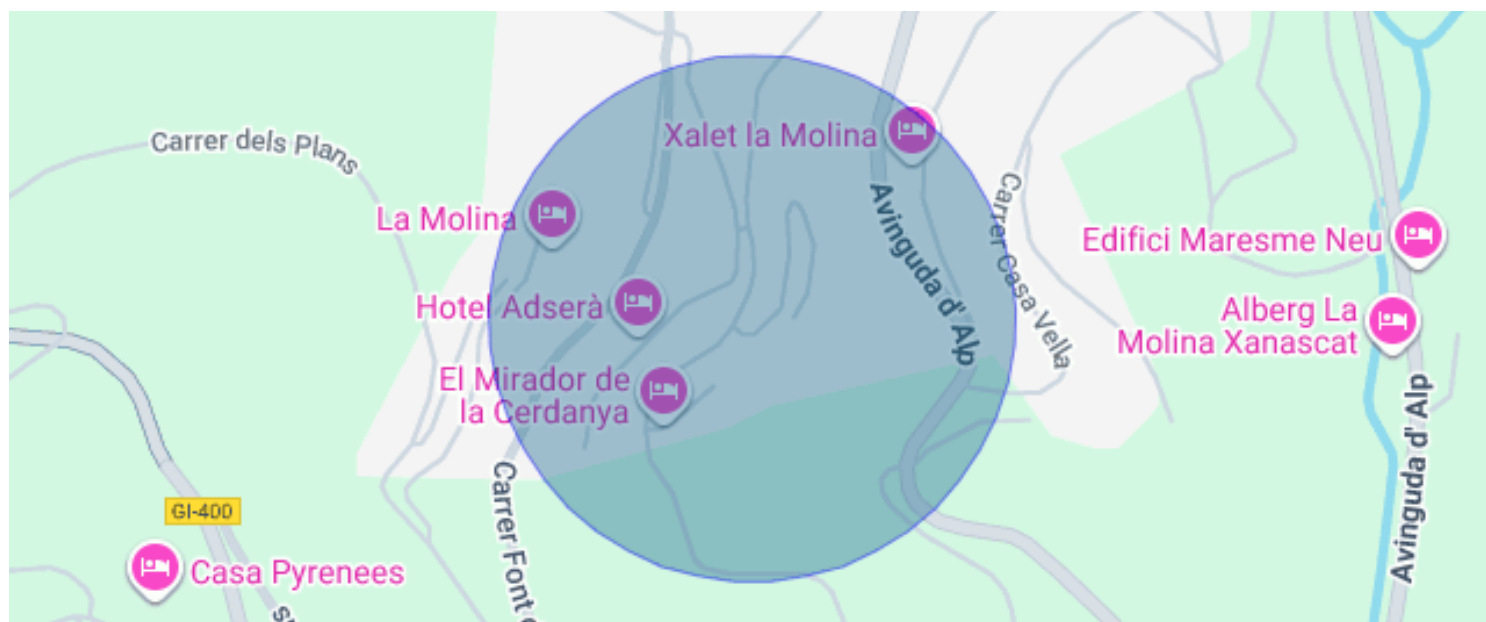 Carrer dels Plans
Xalet la Molina
La Molina
Avinguda d' Alp
Carrer Casa Vella
Edifici Maresme Neu
Hotel Adserà
Alberg La
Molina Xanascat
El Mirador de
la Cerdanya
Avinguda d' Alp
GI-400
Carrer Font
Casa Pyrenees